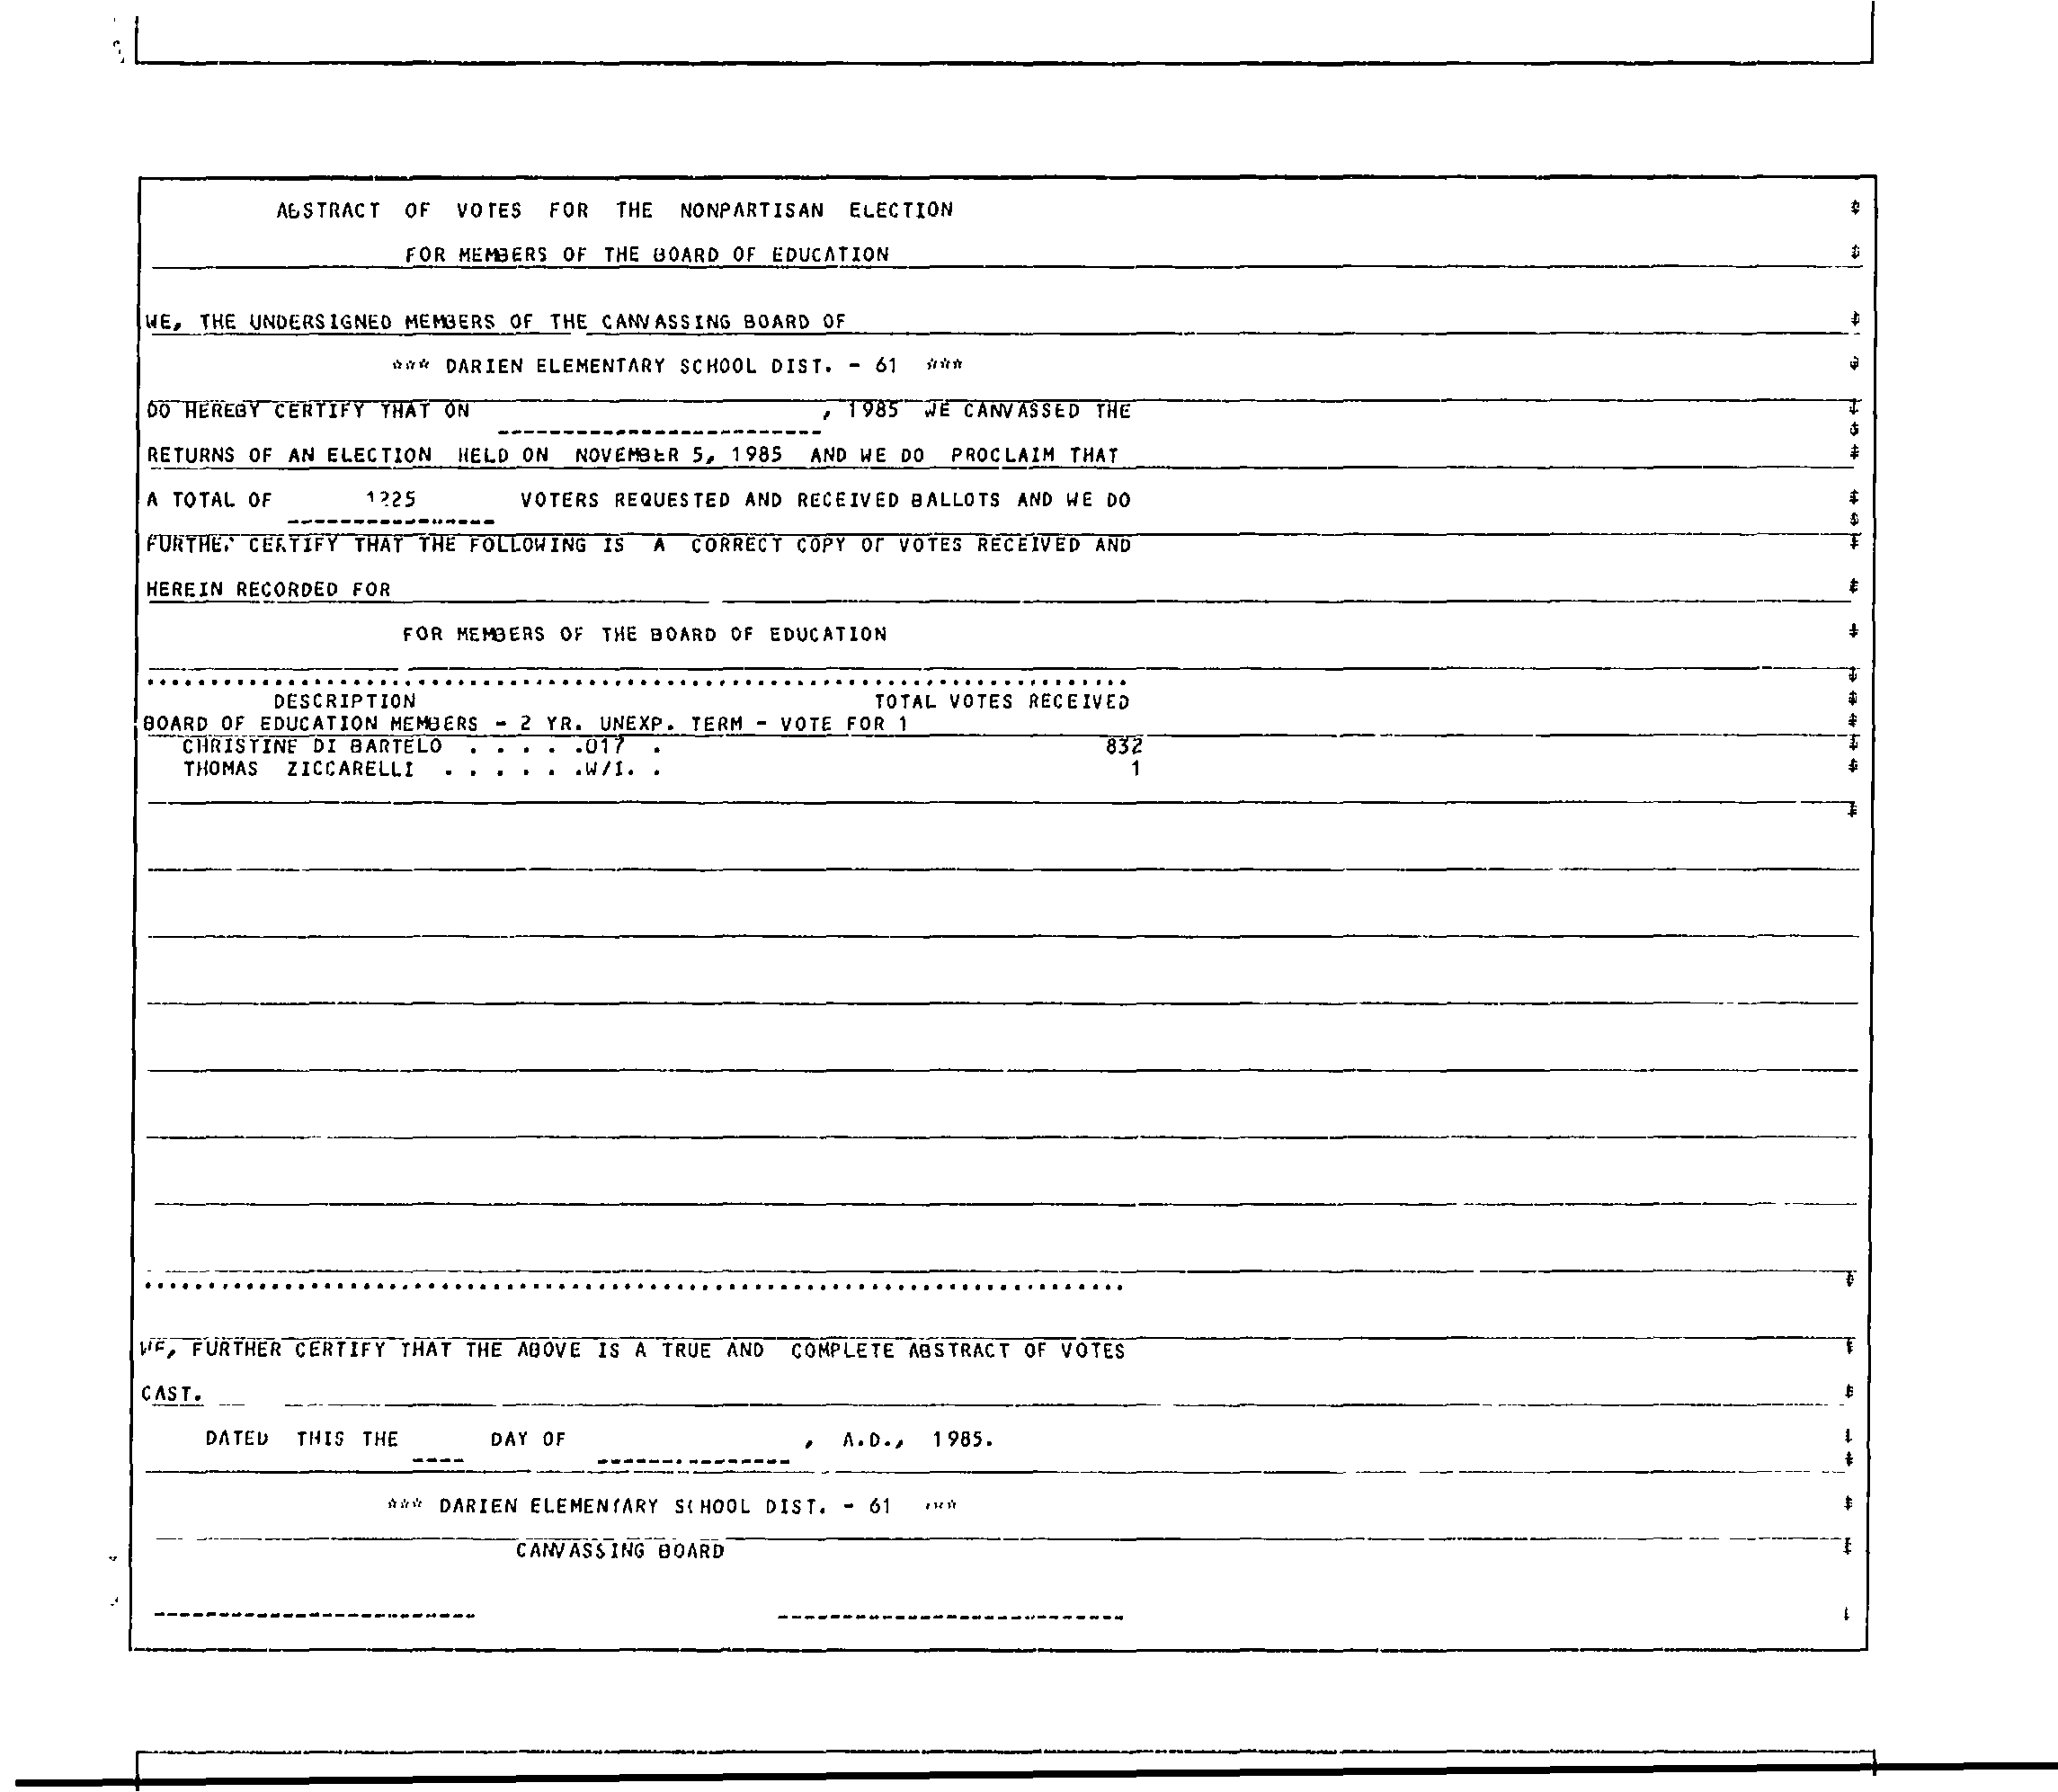 ABSTRACT OF VOTES FOR THE NONPARTISAN ELECTION
FOR MEMBERS OF THE BOARD OF EDUCATION
WE, THE UNDERSIGNED MEMBERS OF THE CANVASSING BOARD OF
*** DARIEN ELEMENTARY SCHOOL DIST. - 61 ***
DO HEREBY CERTIFY THAT ON , 1985 WE CANVASSED THE
RETURNS OF AN ELECTION HELD ON NOVEMBER 5, 1985 AND WE DO PROCLAIM THAT
A TOTAL OF 1225 VOTERS REQUESTED AND RECEIVED BALLOTS AND WE DO
FURTHER CERTIFY THAT THE FOLLOWING IS A CORRECT COPY OF VOTES RECEIVED AND
HEREIN RECORDED FOR
FOR MEMBERS OF THE BOARD OF EDUCATION
DESCRIPTION TOTAL VOTES RECEIVED
BOARD OF EDUCATION MEMBERS - 2 YR. UNEXP. TERM - VOTE FOR 1
CHRISTINE DI BARTELO . . . . .017 . 832
THOMAS ZICCARELLI . . . . . .W/I. . 1
WE, FURTHER CERTIFY THAT THE ABOVE IS A TRUE AND COMPLETE ABSTRACT OF VOTES
CAST.
DATED THIS THE ---- DAY OF --------------- , A.D., 1985.
*** DARIEN ELEMENTARY SCHOOL DIST. - 61 ***
CANVASSING BOARD